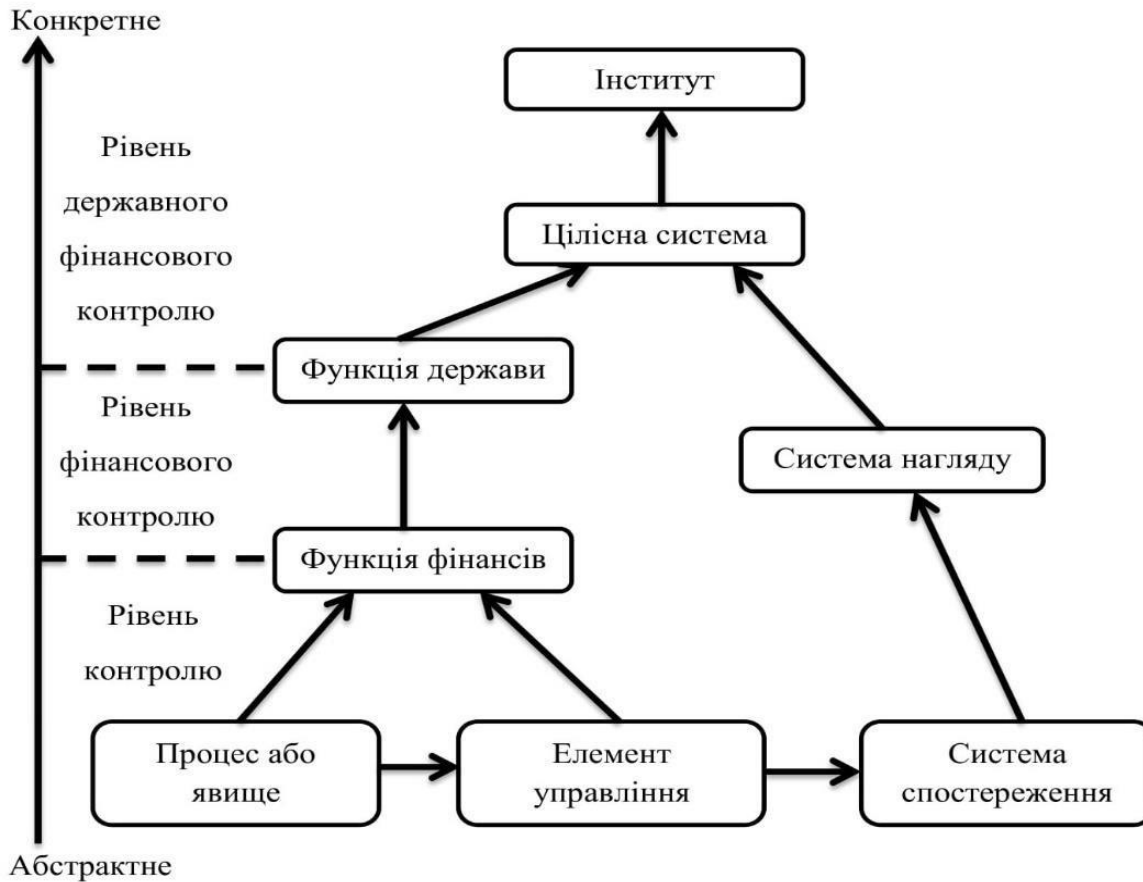 Конкретне
Інститут
Рівень
державного
фінансового
контролю
Цілісна система
Функція держави
Рівень
фінансового
контролю
Система нагляду
Функція фінансів
Рівень
контролю
Процес або
явище
Елемент
управління
Система
спостереження
Абстрактне